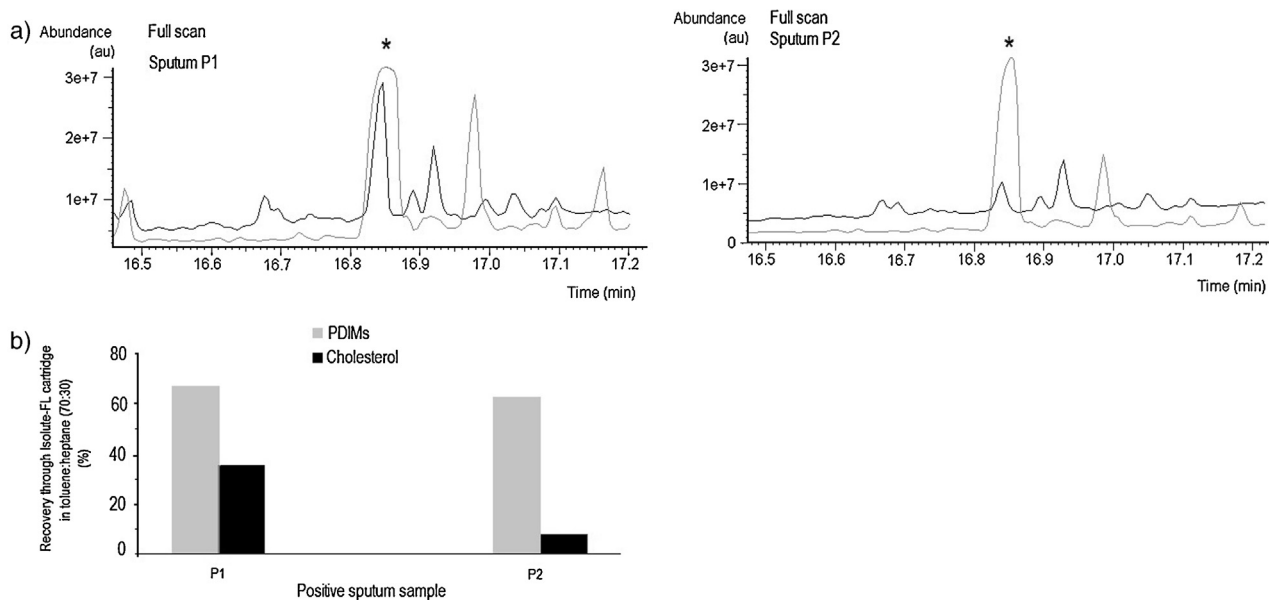 a)
Abundance
(au)
Full scan
Sputum P1
*
3e+7
2e+7
1e+7
16.5 16.6 16.7 16.8 16.9 17.0 17.1 17.2
Time (min)
Abundance
(au)
Full scan
Sputum P2
*
3e+7
2e+7
1e+7
0
16.5 16.6 16.7 16.8 16.9 17.0 17.1 17.2
Time (min)
b)
PDIMs
Cholesterol
Recovery through Isolute-FL cartridge
in toluene:heptane (70:30)
(%)
80
60
40
20
0
P1 P2
Positive sputum sample